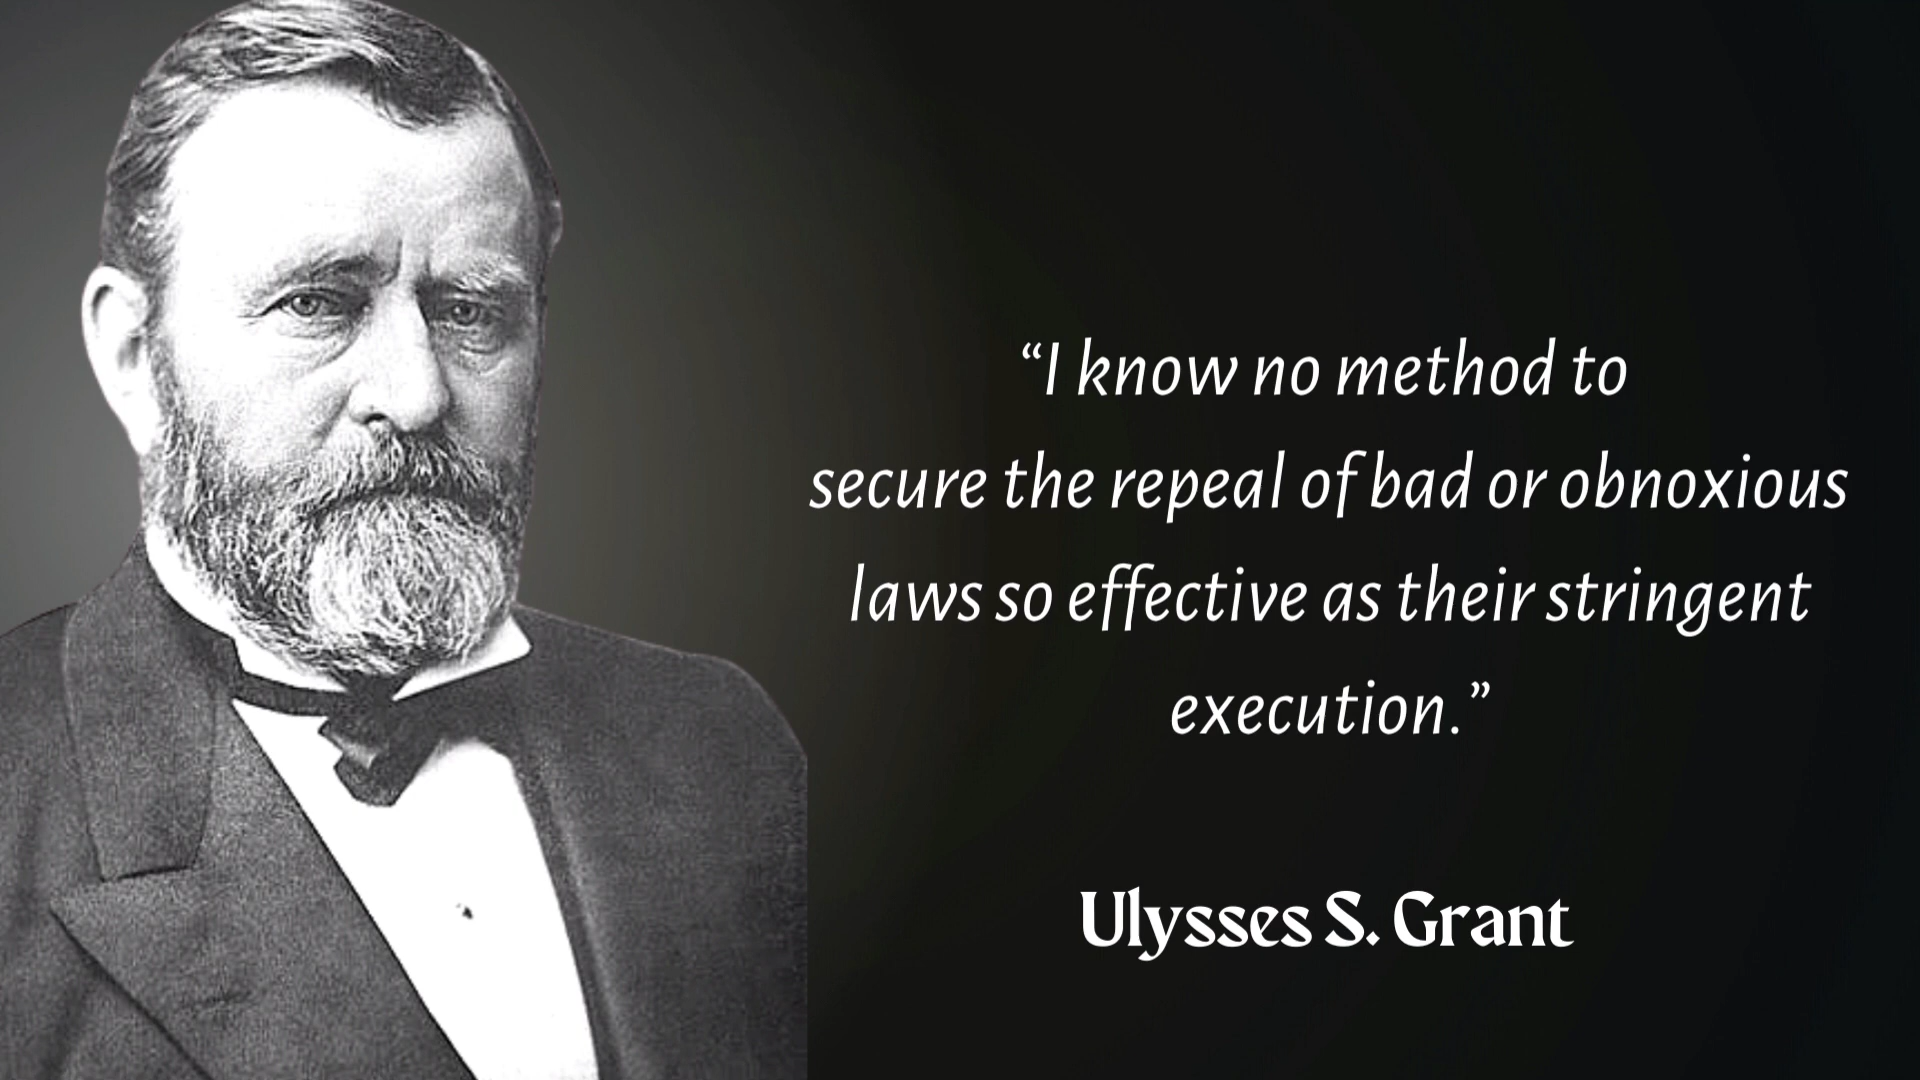 “I know no method to
secure the repeal of bad or obnoxious
laws so effective as their stringent
execution.”
Ulysses S. Grant